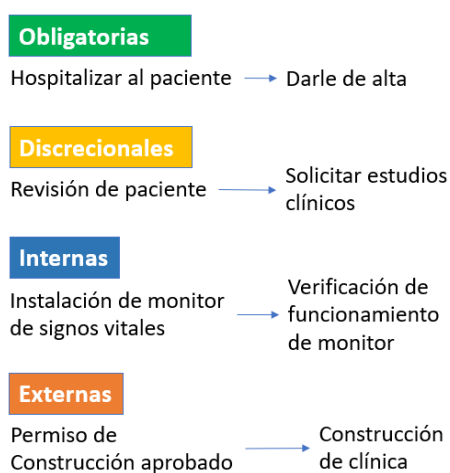 Obligatorias
Hospitalizar al paciente
Darle de alta
Discrecionales
Revisión de paciente
Solicitar estudios
clínicos
Internas
Instalación de monitor
de signos vitales
Verificación de
funcionamiento
de monitor
Externas
Permiso de
Construcción aprobado
Construcción
de clínica